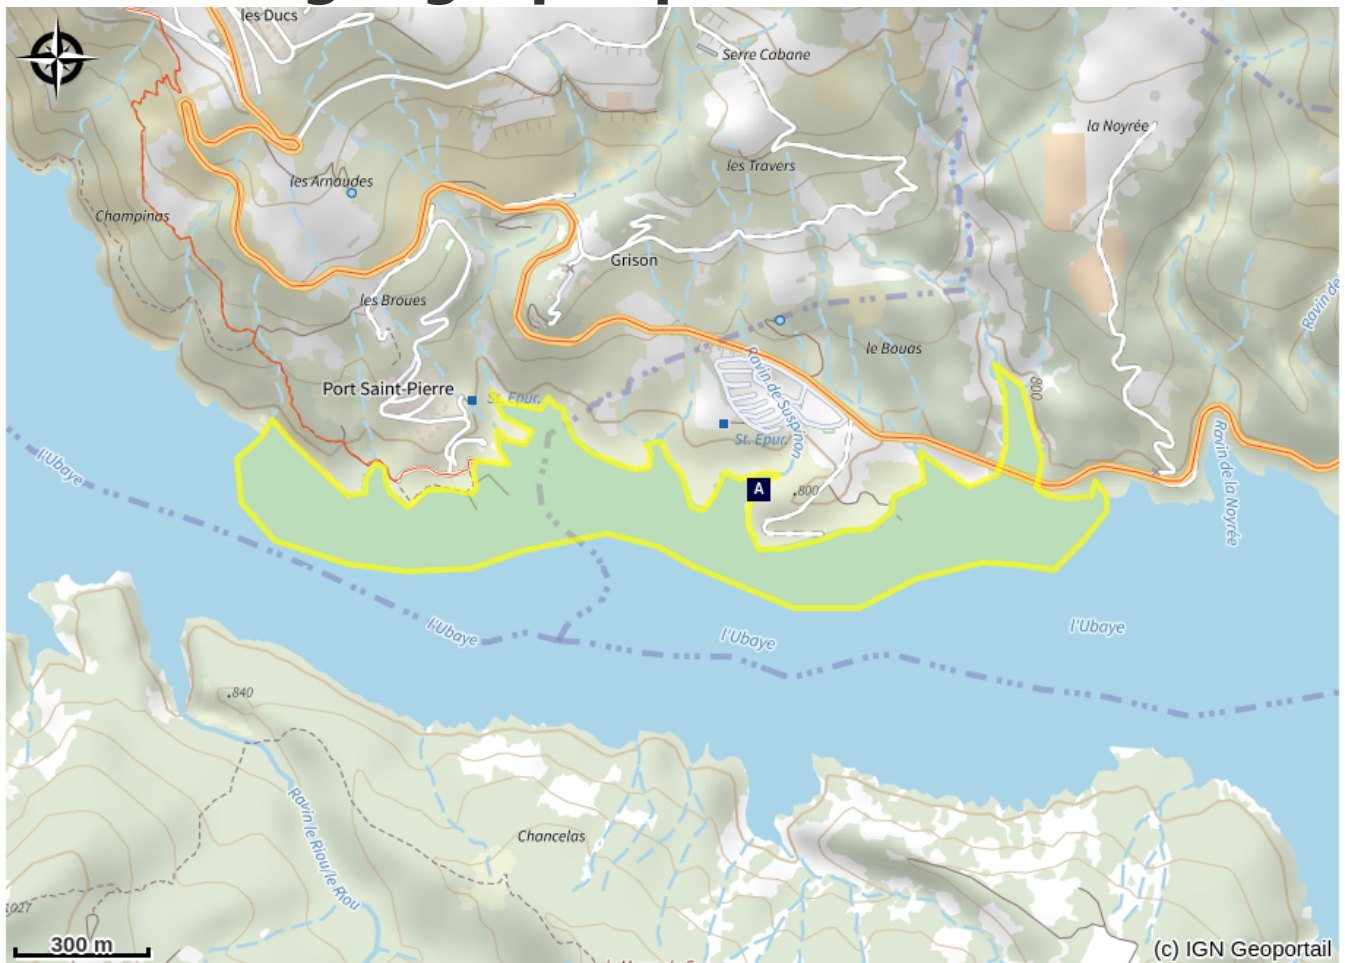 les Ducs
Serre Cabane
la Noyrée
les Travers
les Arnaudes
Champinas
Grison
les Broues
Ravin de
le Bouas
Ravin de Suspinon
Port Saint-Pierre
St. Epur.
800
St. Epur.
l'Ubaye
A
.800
Ravin de la Noyrée
l'Ubaye
l'Ubaye
l'Ubaye
.840
Ravin le Riou/le Riou
Chancelas
1027
300 m
(c) IGN Geoportail